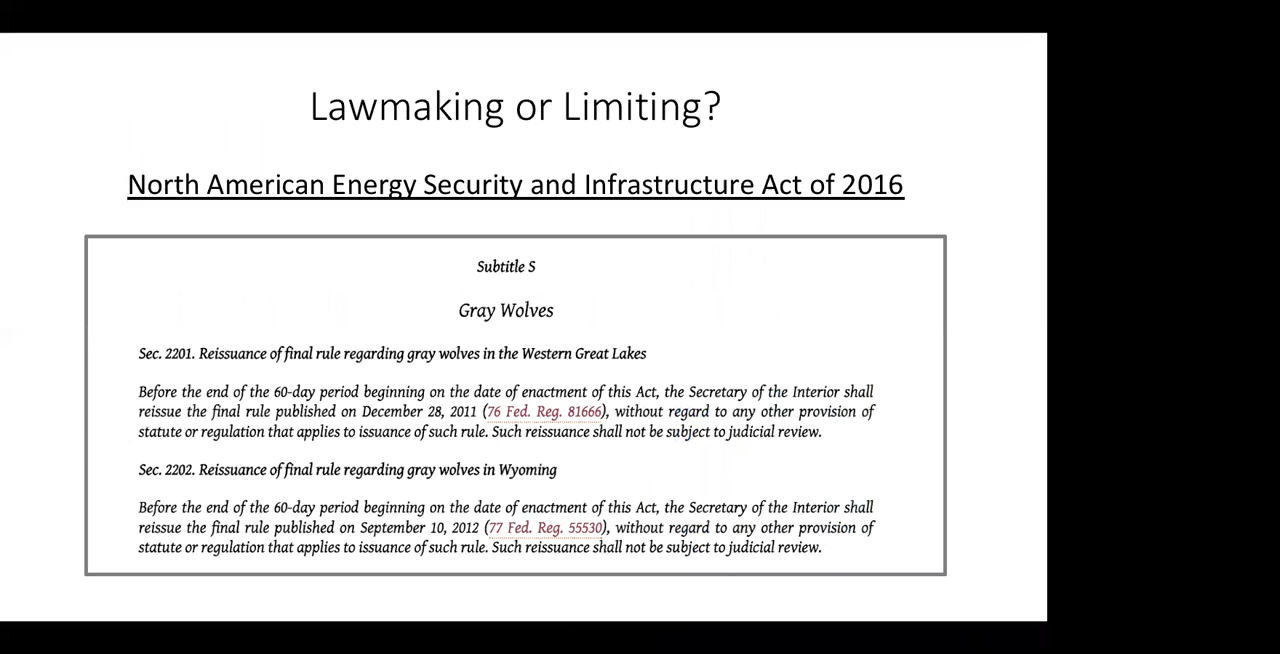 Lawmaking or Limiting?
North American Energy Security and Infrastructure Act of 2016
Subtitle S
Gray Wolves
Sec. 2201. Reissuance of final rule regarding gray wolves in the Western Great Lakes
Before the end of the 60-day period beginning on the date of enactment of this Act, the Secretary of the Interior shall
reissue the final rule published on December 28, 2011 (76 Fed. Reg. 81666), without regard to any other provision of
statute or regulation that applies to issuance of such rule. Such reissuance shall not be subject to judicial review.
Sec. 2202. Reissuance of final rule regarding gray wolves in Wyoming
Before the end of the 60-day period beginning on the date of enactment of this Act, the Secretary of the Interior shall
reissue the final rule published on September 10, 2012 (77 Fed. Reg. 55530), without regard to any other provision of
statute or regulation that applies to issuance of such rule. Such reissuance shall not be subject to judicial review.